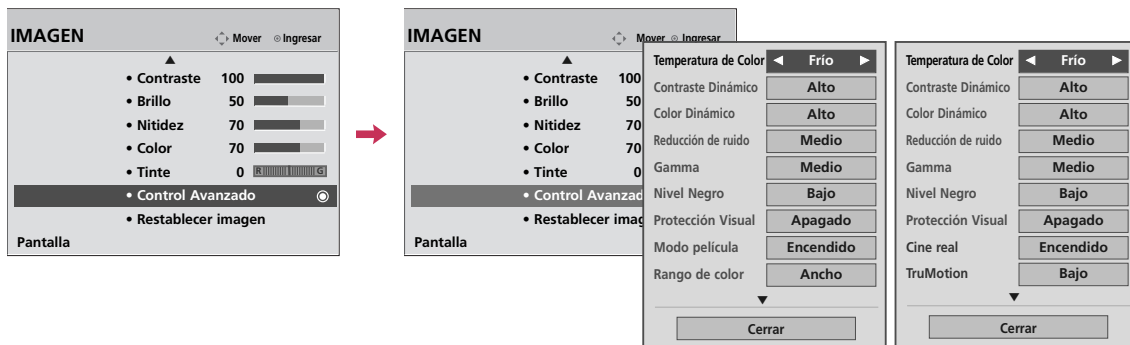 IMAGEN Mover Ingresar
• Contraste 100
• Brillo 50
• Nitidez 70
• Color 70
• Tinte 0 R G
• Control Avanzado
• Restablecer imagen
Pantalla
IMAGEN Mover Ingresar
• Contraste 100
• Brillo 50
• Nitidez 70
• Color 70
• Tinte 0
• Control Avanzad
• Restablecer imag
Pantalla
Temperatura de Color ◀ Frío ▶
Contraste Dinámico Alto
Color Dinámico Alto
Reducción de ruido Medio
Gamma Medio
Nivel Negro Bajo
Protección Visual Apagado
Modo película Encendido
Rango de color Ancho
Cerrar
Temperatura de Color ◀ Frío ▶
Contraste Dinámico Alto
Color Dinámico Alto
Reducción de ruido Medio
Gamma Medio
Nivel Negro Bajo
Protección Visual Apagado
Cine real Encendido
TruMotion Bajo
Cerrar